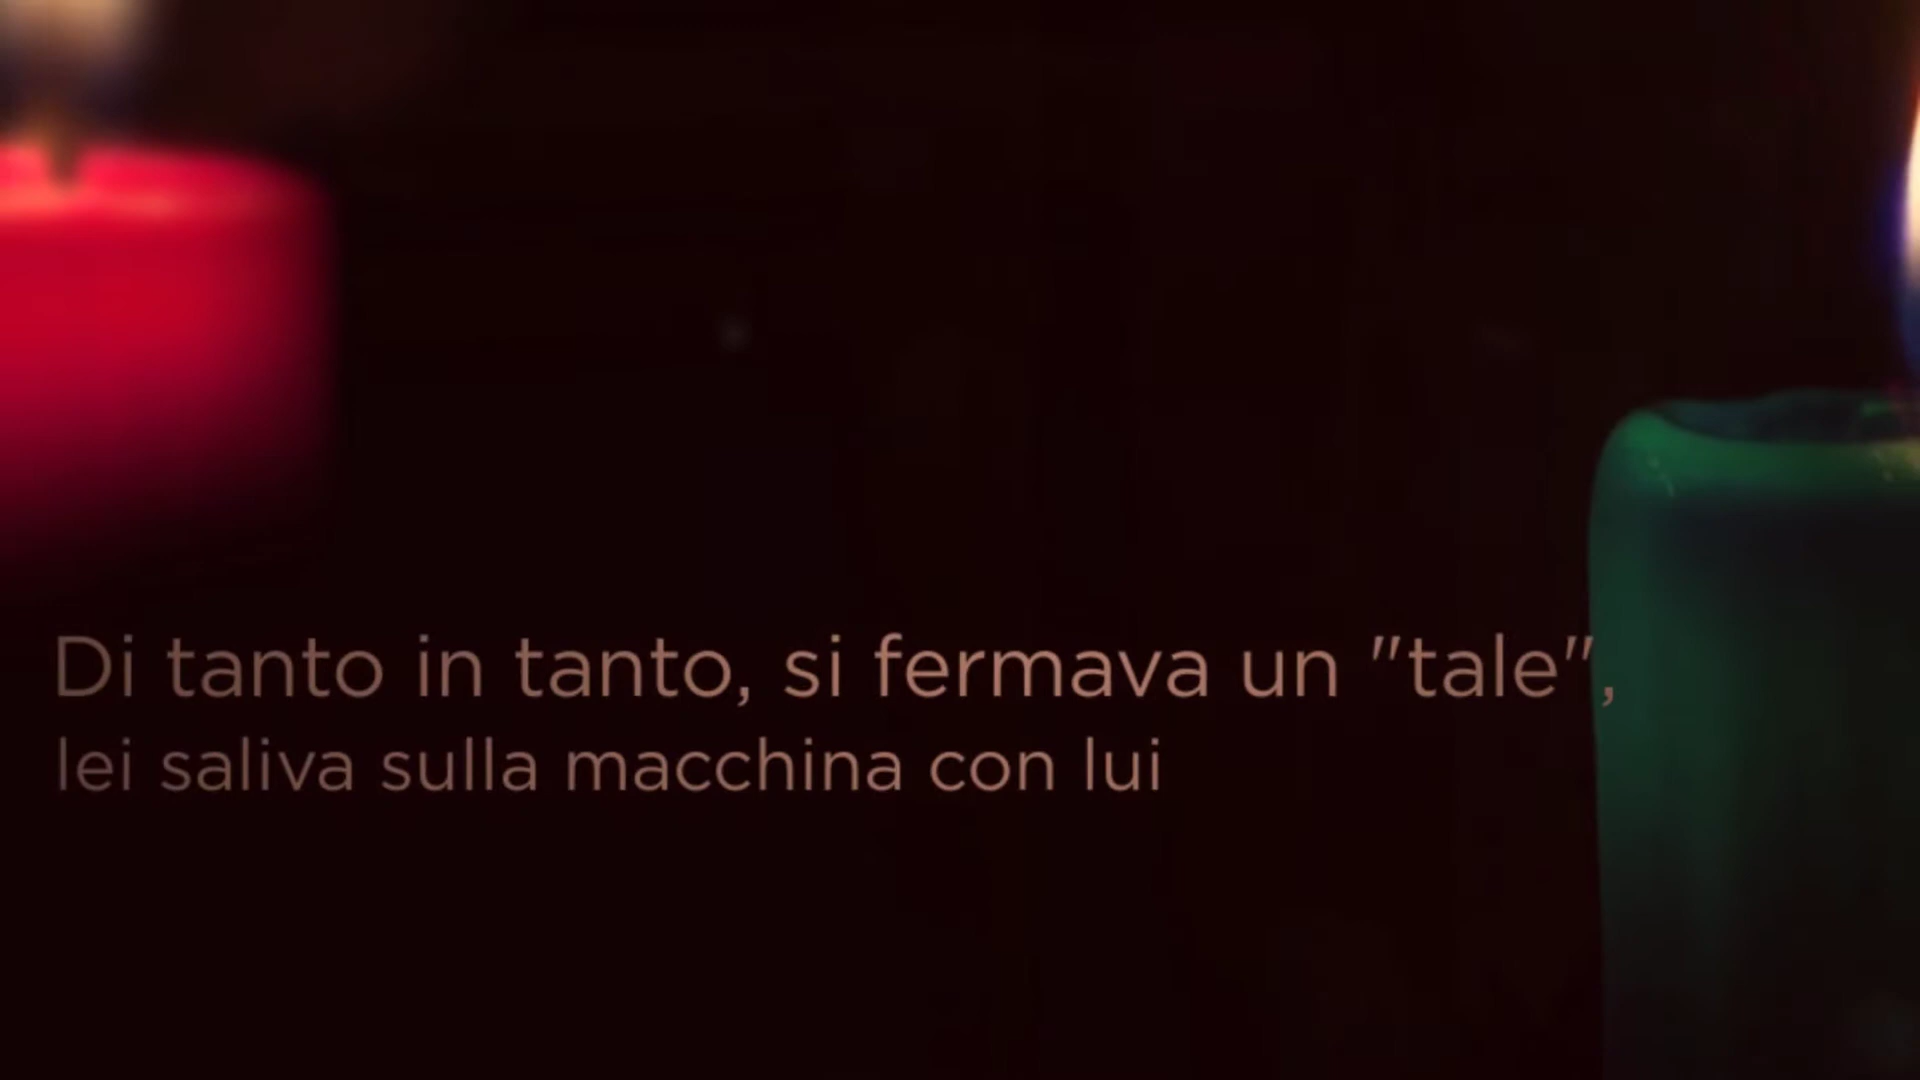 Di tanto in tanto, si fermava un "tale",
lei saliva sulla macchina con lui